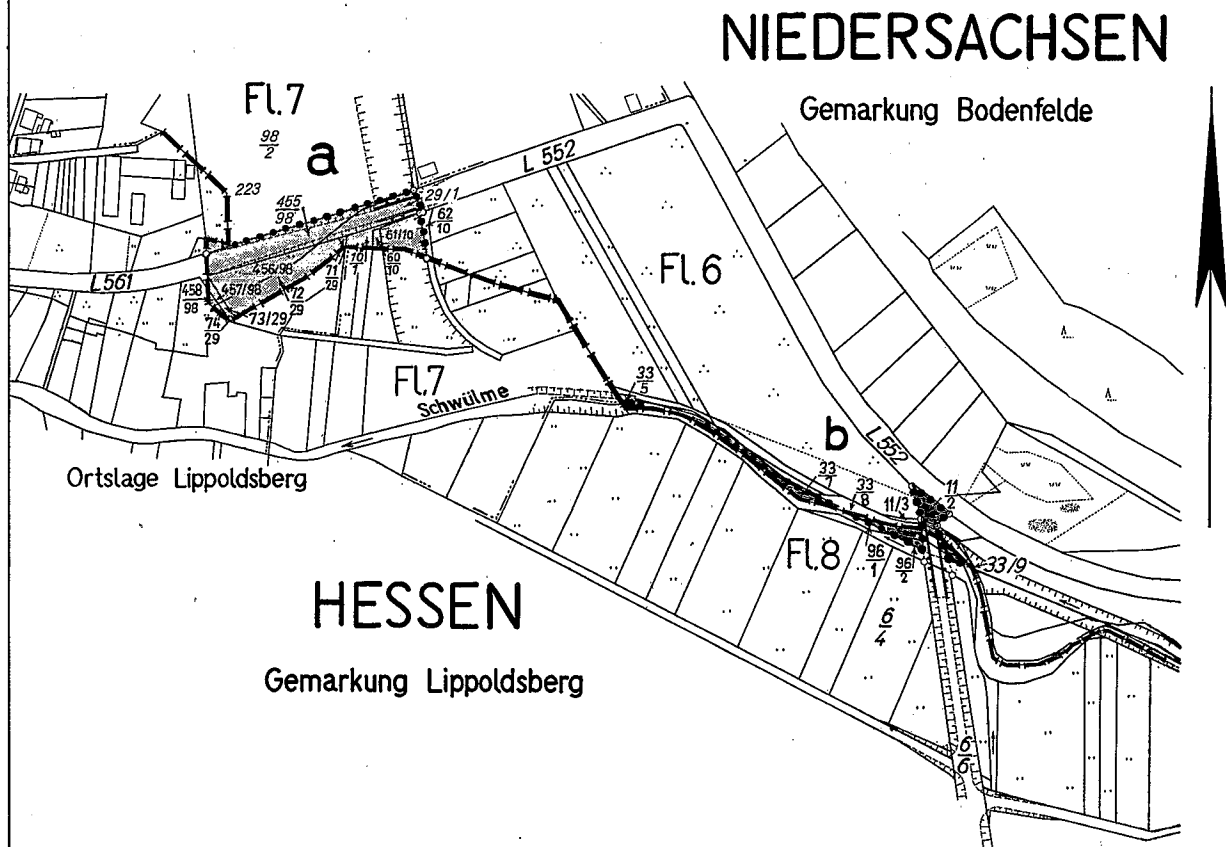 NIEDERSACHSEN
Gemarkung Bodenfelde
Fl.7
98/2
a
223
455/98
L 552
29/1
62/10
61/10
60/10
10/1
71/29
456/98
72/29
457/98
73/29
458/98
74/29
L561
Fl.6
Fl.7
Schwülme
33/5
b
L552
Ortslage Lippoldsberg
33/7
33/8
11/3
11/2
Fl.8
96/1
96/2
33/9
6/4
HESSEN
Gemarkung Lippoldsberg
6/6